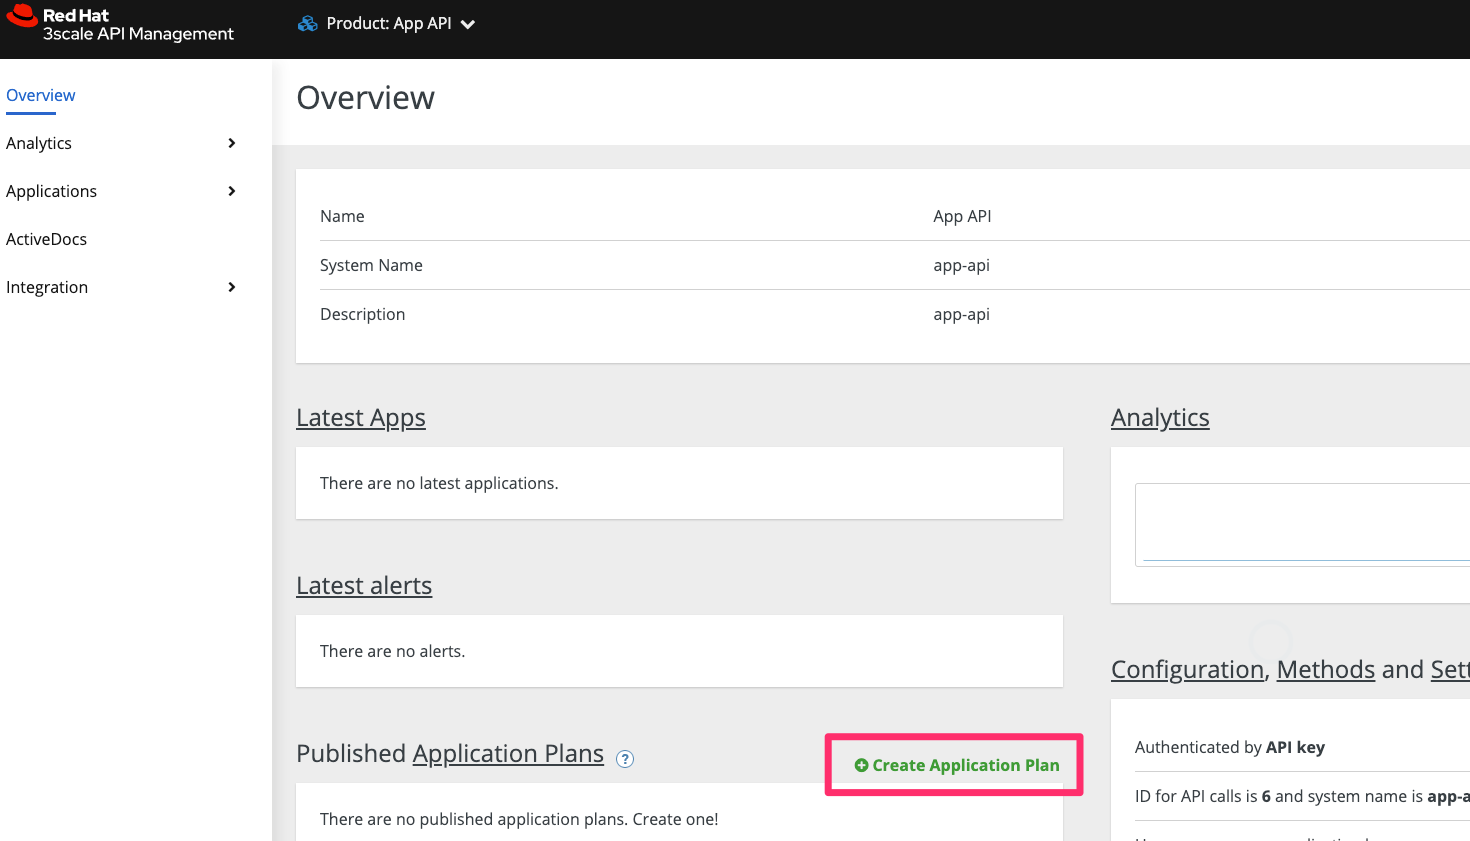 Red Hat
3scale API Management
Product: App API
Overview
Analytics
Applications
ActiveDocs
Integration
Overview
Name App API
System Name app-api
Description app-api
Latest Apps
There are no latest applications.
Latest alerts
There are no alerts.
Published Application Plans ?
Create Application Plan
There are no published application plans. Create one!
Analytics
Configuration, Methods and Sett
Authenticated by API key
ID for API calls is 6 and system name is app-a